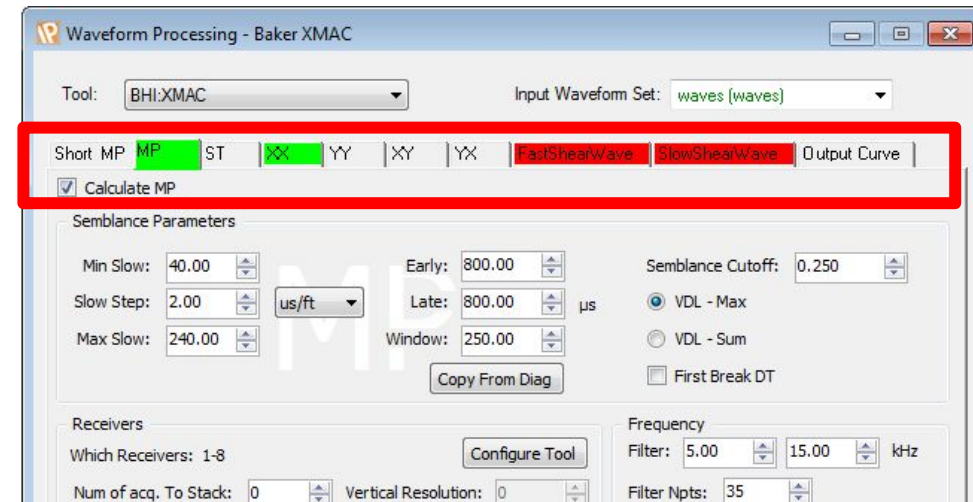 Waveform Processing - Baker XMAC
Tool: BHI:XMAC Input Waveform Set: waves (waves)
Short MP MP ST XX YY XY YX FastShearWave SlowShearWave Output Curve
Calculate MP
Semblance Parameters
Min Slow: 40.00 Early: 800.00 Semblance Cutoff: 0.250
Slow Step: 2.00 us/ft Late: 800.00 µs VDL - Max
Max Slow: 240.00 Window: 250.00 VDL - Sum
Copy From Diag First Break DT
MP
Receivers Frequency
Which Receivers: 1-8 Configure Tool Filter: 5.00 15.00 kHz
Num of acq. To Stack: 0 Vertical Resolution: 0 Filter Npts: 35